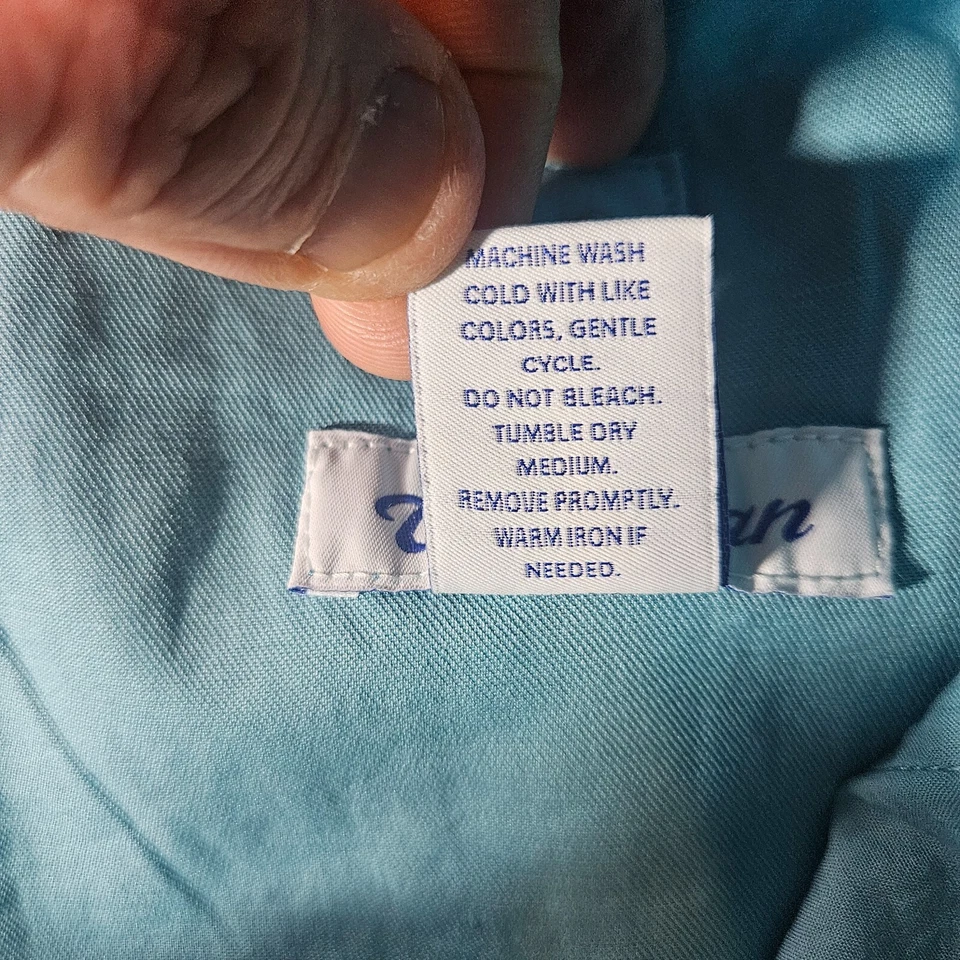 MACHINE WASH
COLD WITH LIKE
COLORS, GENTLE
CYCLE.
DO NOT BLEACH.
TUMBLE DRY
MEDIUM.
REMOVE PROMPTLY.
WARM IRON IF
NEEDED.